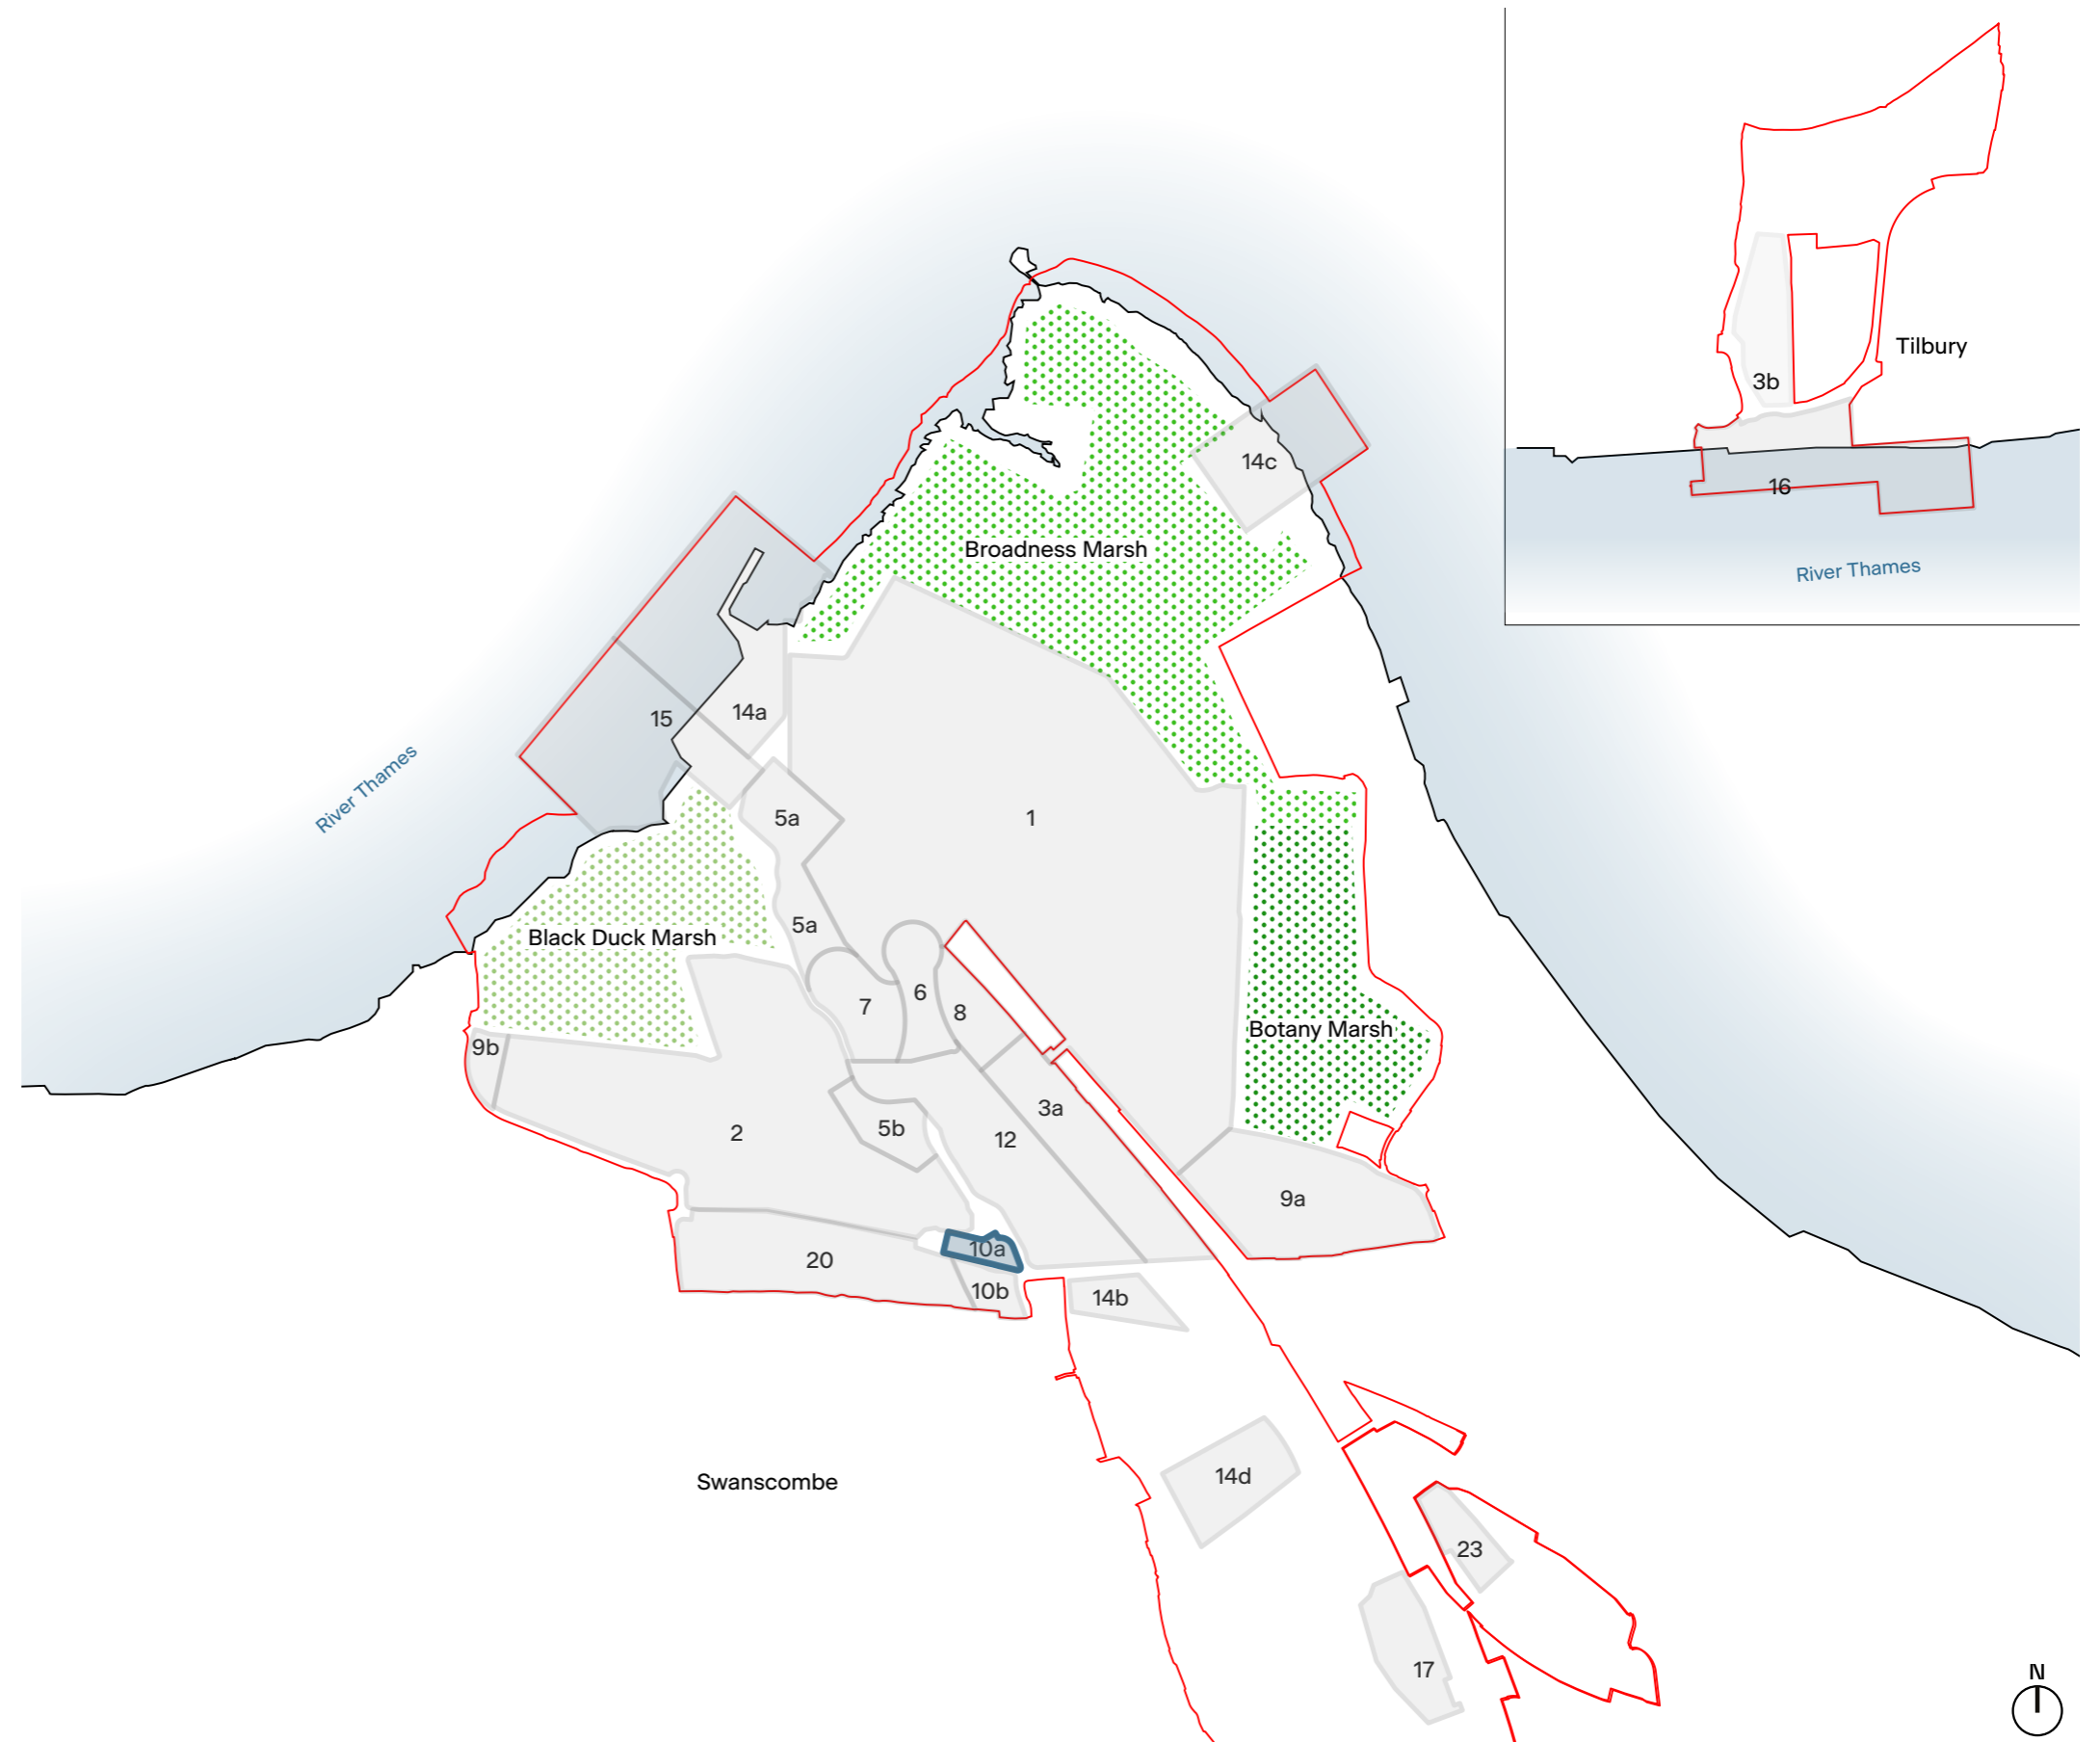 Tilbury
3b
16
River Thames
14c
Broadness Marsh
15
14a
River Thames
5a
1
5a
Black Duck Marsh
7
6
8
Botany Marsh
9b
3a
2
5b
12
9a
10a
20
10b
14b
14d
Swanscombe
23
17
N